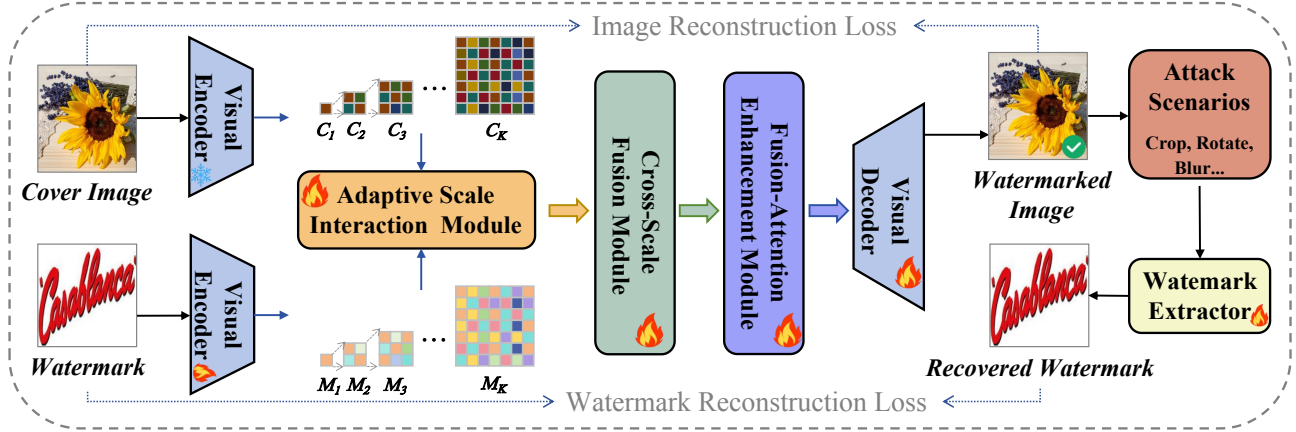 Image Reconstruction Loss
Cover Image
Visual
Encoder
C1
C2
C3
...
CK
Adaptive Scale
Interaction Module
Watermark
Casablanca
Visual
Encoder
M1
M2
M3
...
MK
Cross-Scale
Fusion Module
Fusion-Attention
Enhancement Module
Visual
Decoder
Watermarked
Image
Attack
Scenarios
Crop, Rotate,
Blur...
Watemark
Extractor
Casablanca
Recovered Watermark
Watermark Reconstruction Loss